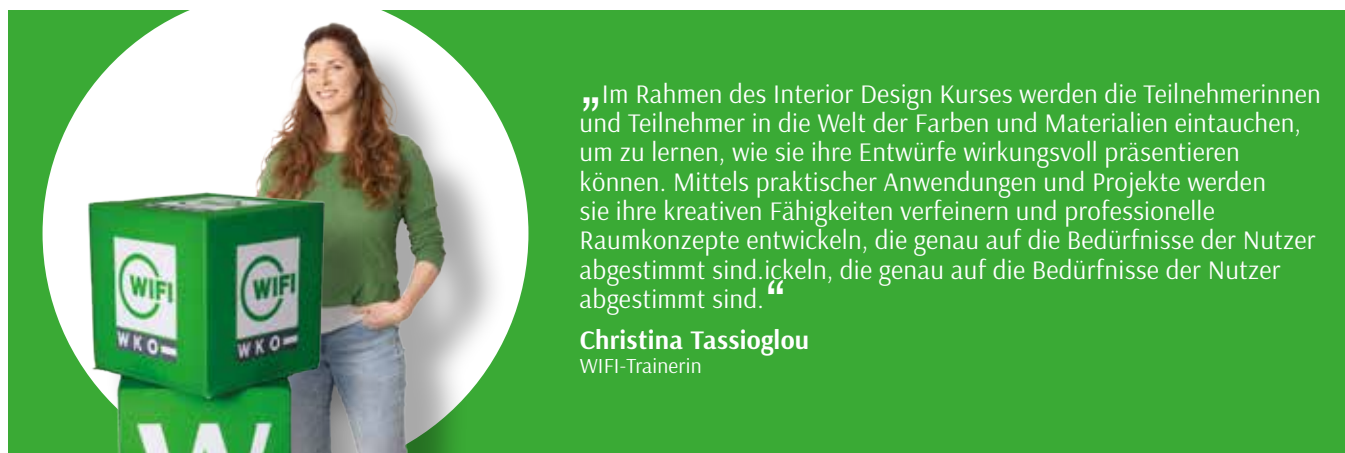 WIFI
WKO
WIFI
WKO
W
„Im Rahmen des Interior Design Kurses werden die Teilnehmerinnen
und Teilnehmer in die Welt der Farben und Materialien eintauchen,
um zu lernen, wie sie ihre Entwürfe wirkungsvoll präsentieren
können. Mittels praktischer Anwendungen und Projekte werden
sie ihre kreativen Fähigkeiten verfeinern und professionelle
Raumkonzepte entwickeln, die genau auf die Bedürfnisse der Nutzer
abgestimmt sind.ickeln, die genau auf die Bedürfnisse der Nutzer
abgestimmt sind.“
Christina Tassioglou
WIFI-Trainerin